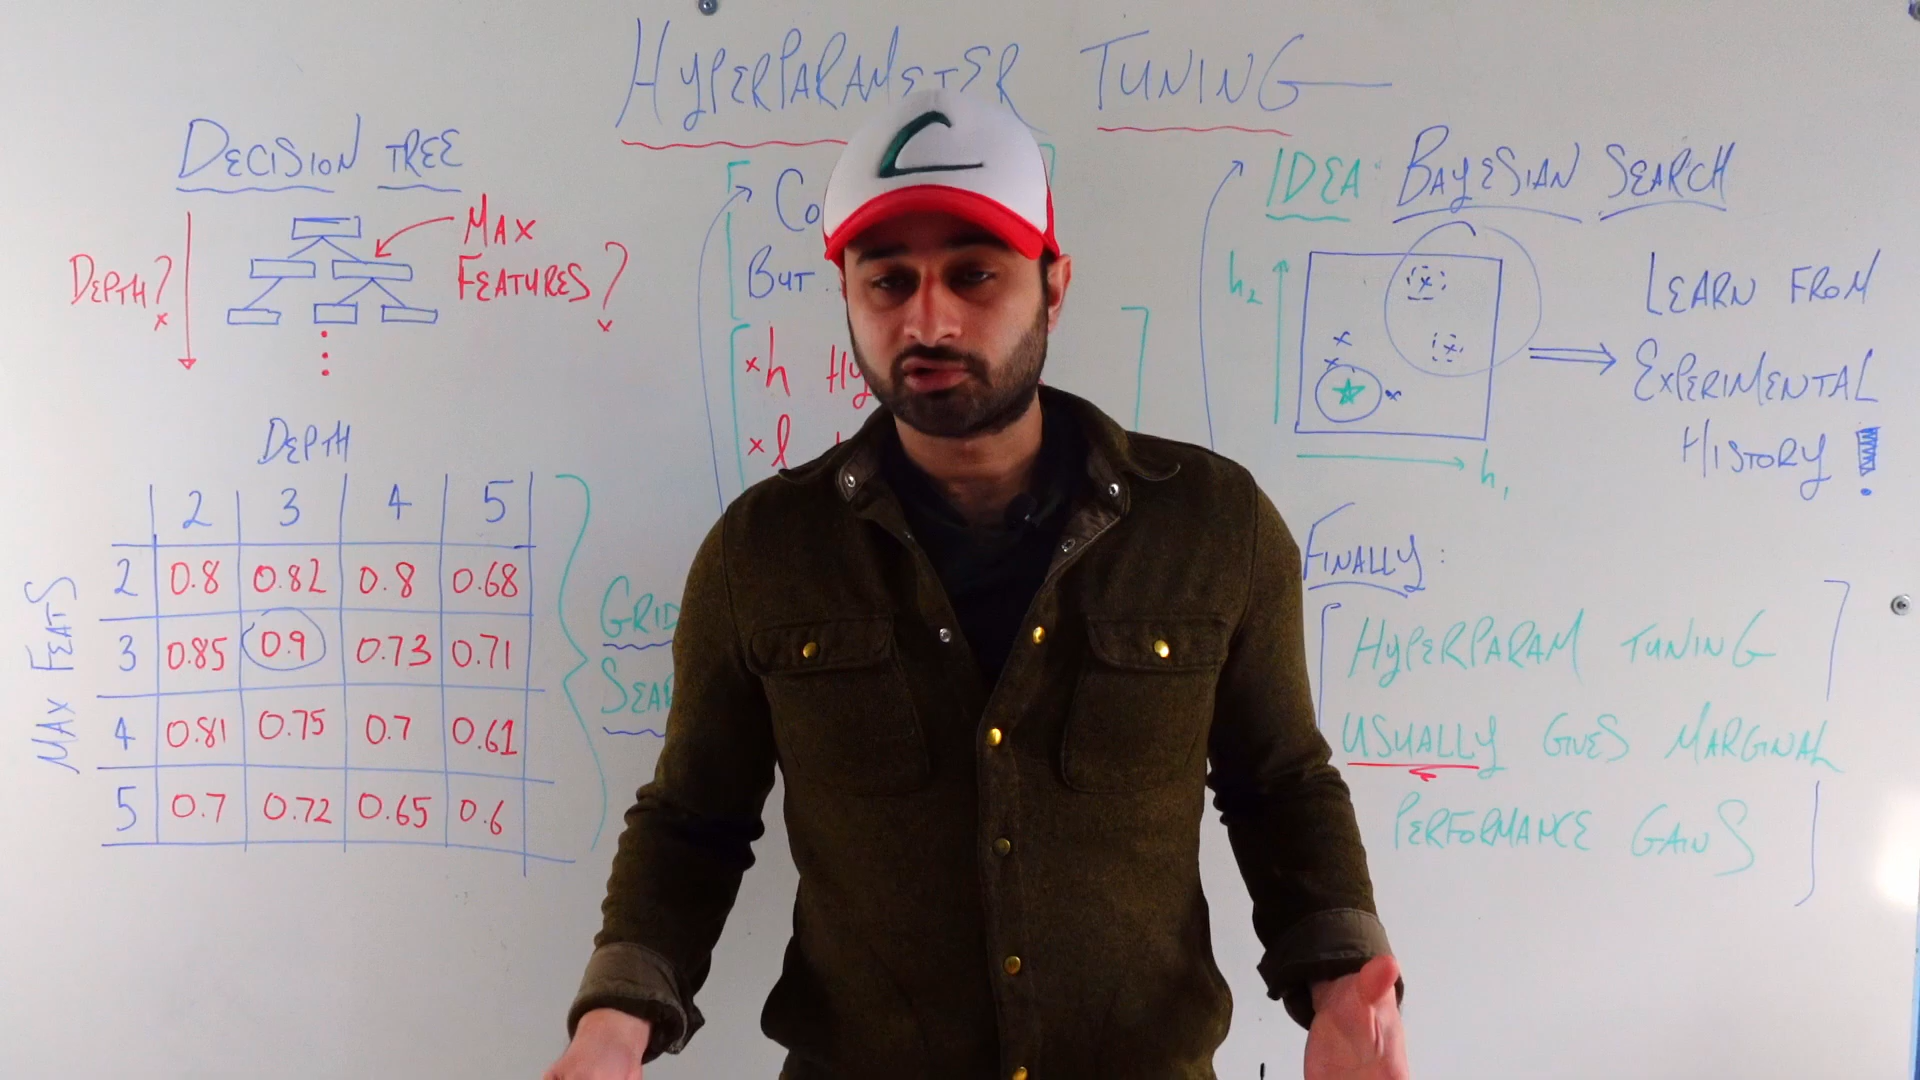 HYPERPARAMETER TUNING
DECISION TREE
DEPTH?
MAX
FEATURES?
DEPTH
2 3 4 5
MAX FEATS
2 0.8 0.82 0.8 0.68
3 0.85 0.9 0.73 0.71
4 0.81 0.75 0.7 0.61
5 0.7 0.72 0.65 0.6
GRID
BUT
h
l
IDEA: BAYESIAN SEARCH
h2
h1
LEARN FROM
EXPERIMENTAL
HISTORY!
FINALLY:
HYPERPARAM TUNING
USUALLY GIVES MARGINAL
PERFORMANCE GAINS